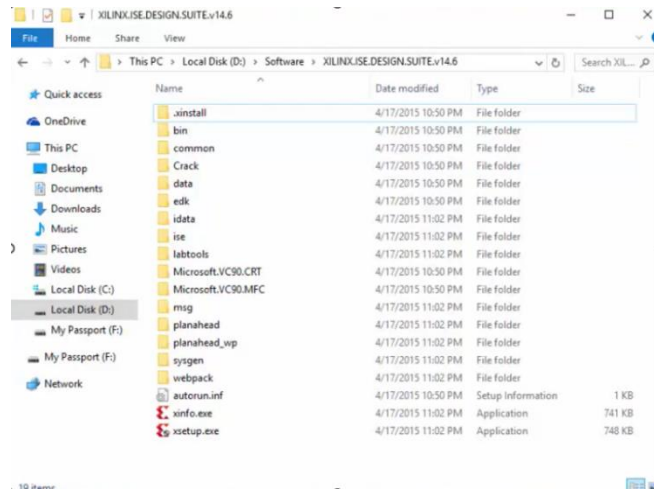 XILINX.ISE.DESIGN.SUITE.v14.6
File Home Share View
This PC > Local Disk (D:) > Software > XILINX.ISE.DESIGN.SUITE.v14.6 Search XIL...
Name Date modified Type Size
Quick access
OneDrive
This PC
Desktop
Documents
Downloads
Music
Pictures
Videos
Local Disk (C:)
Local Disk (D:)
My Passport (F:)
My Passport (F:)
Network
.xinstall 4/17/2015 10:50 PM File folder
bin 4/17/2015 10:50 PM File folder
common 4/17/2015 10:50 PM File folder
Crack 4/17/2015 10:50 PM File folder
data 4/17/2015 10:50 PM File folder
edk 4/17/2015 10:50 PM File folder
idata 4/17/2015 11:02 PM File folder
ise 4/17/2015 11:02 PM File folder
labtools 4/17/2015 11:02 PM File folder
Microsoft.VC90.CRT 4/17/2015 10:50 PM File folder
Microsoft.VC90.MFC 4/17/2015 10:50 PM File folder
msg 4/17/2015 11:02 PM File folder
planahead 4/17/2015 11:02 PM File folder
planahead_wp 4/17/2015 11:02 PM File folder
sysgen 4/17/2015 11:02 PM File folder
webpack 4/17/2015 11:02 PM File folder
autorun.inf 4/17/2015 10:50 PM Setup Information 1 KB
xinfo.exe 4/17/2015 11:02 PM Application 741 KB
xsetup.exe 4/17/2015 11:02 PM Application 748 KB
19 items